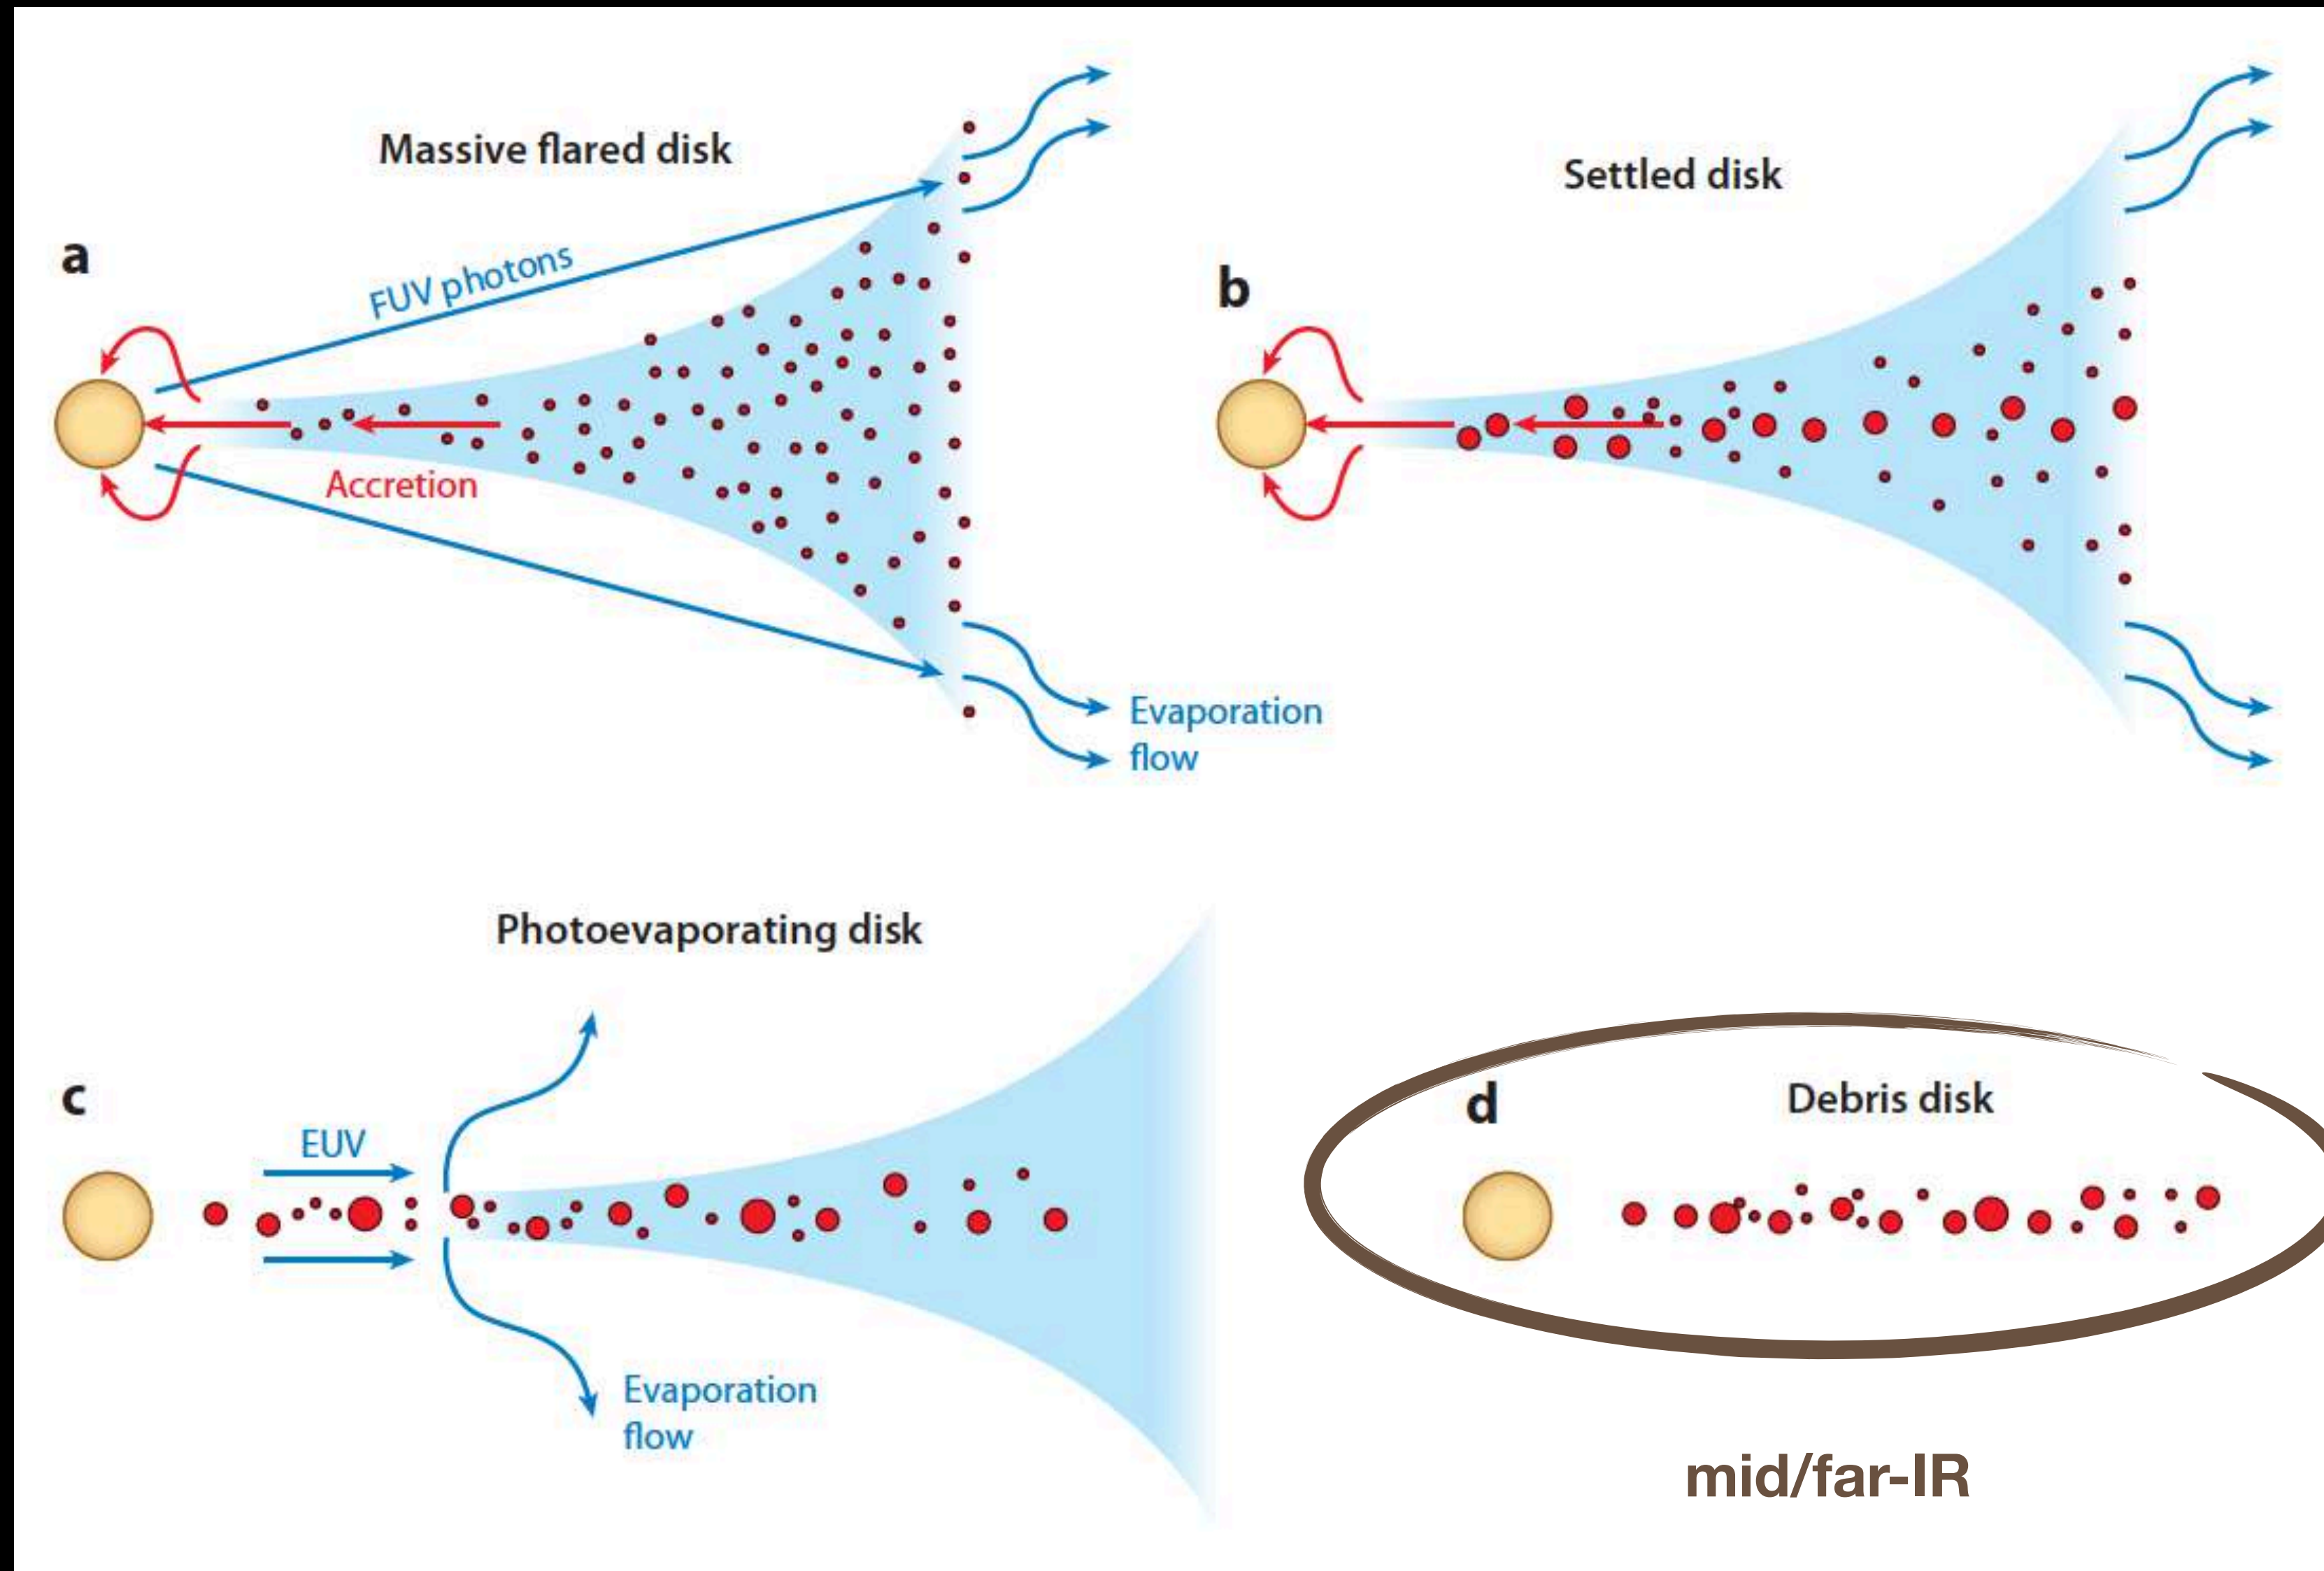 Massive flared disk
a
FUV photons
Accretion
Evaporation
flow
Settled disk
b
Photoevaporating disk
c
EUV
Evaporation
flow
d
Debris disk
mid/far-IR